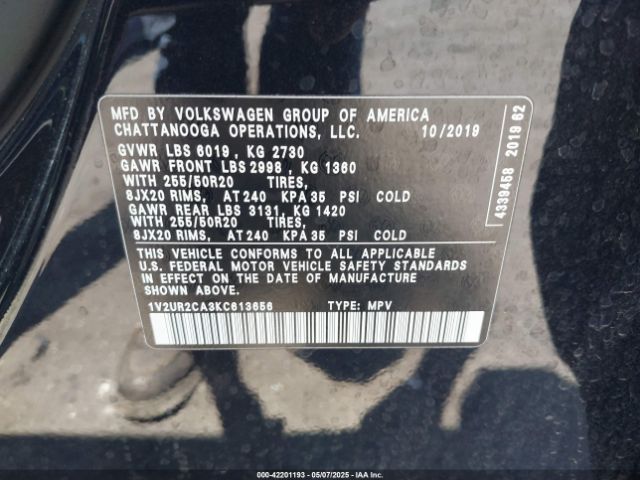 MFD BY VOLKSWAGEN GROUP OF AMERICA
CHATTANOOGA OPERATIONS, LLC. 10/2019
GVWR LBS 6019 , KG 2730
GAWR FRONT LBS 2998 , KG 1360
WITH 255/50R20 TIRES,
8JX20 RIMS, AT 240 KPA 35 PSI COLD
GAWR REAR LBS 3131, KG 1420
WITH 255/50R20 TIRES,
8JX20 RIMS, AT 240 KPA 35 PSI COLD
THIS VEHICLE CONFORMS TO ALL APPLICABLE
U.S. FEDERAL MOTOR VEHICLE SAFETY STANDARDS
IN EFFECT ON THE DATE OF MANUFACTURE
SHOWN ABOVE.
1V2UR2CA3KC613656 TYPE: MPV
4339458 2019 62
000-42201193 - 05/07/2025 - IAA Inc.